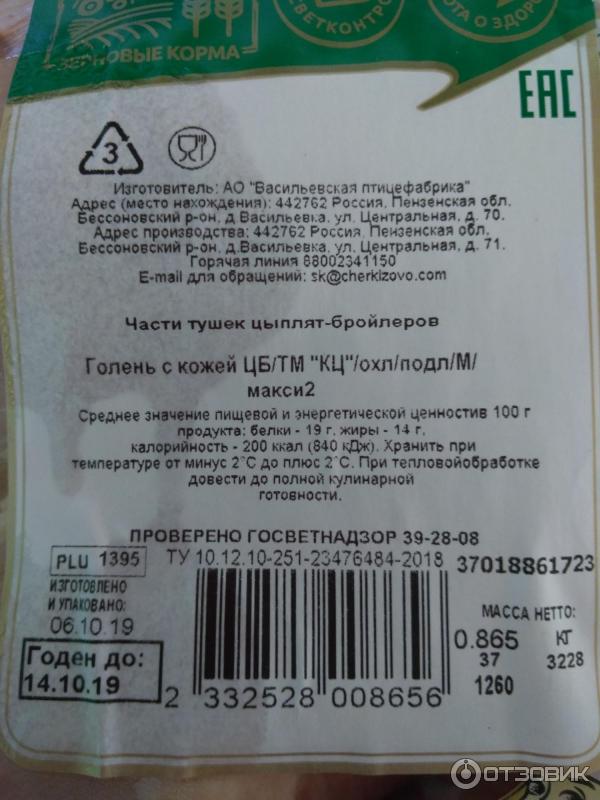 ЗЕРНОВЫЕ КОРМА
ВЕТКОНТРО
ОТА О ЗДОРО
EAC
3
Изготовитель: АО "Васильевская птицефабрика"
Адрес (место нахождения): 442762 Россия, Пензенская обл.
Бессоновский р-он, д.Васильевка, ул. Центральная, д. 70.
Адрес производства: 442762 Россия, Пензенская обл.
Бессоновский р-он, д.Васильевка, ул. Центральная, д. 71.
Горячая линия 88002341150
E-mail для обращений: sk@cherkizovo.com
Части тушек цыплят-бройлеров
Голень с кожей ЦБ/ТМ "КЦ"/охл/подл/М/
макси2
Среднее значение пищевой и энергетической ценностив 100 г
продукта: белки - 19 г, жиры - 14 г.
калорийность - 200 ккал (840 кДж). Хранить при
температуре от минус 2°С до плюс 2°С. При тепловойобработке
довести до полной кулинарной
готовности.
ПРОВЕРЕНО ГОСВЕТНАДЗОР 39-28-08
PLU 1395
ТУ 10.12.10-251-23476484-2018
37018861723
ИЗГОТОВЛЕНО
И УПАКОВАНО:
06.10.19
Годен до:
14.10.19
2 332528 008656
МАССА НЕТТО:
0.865 КГ
37 3228
1260
ОТЗОВИК